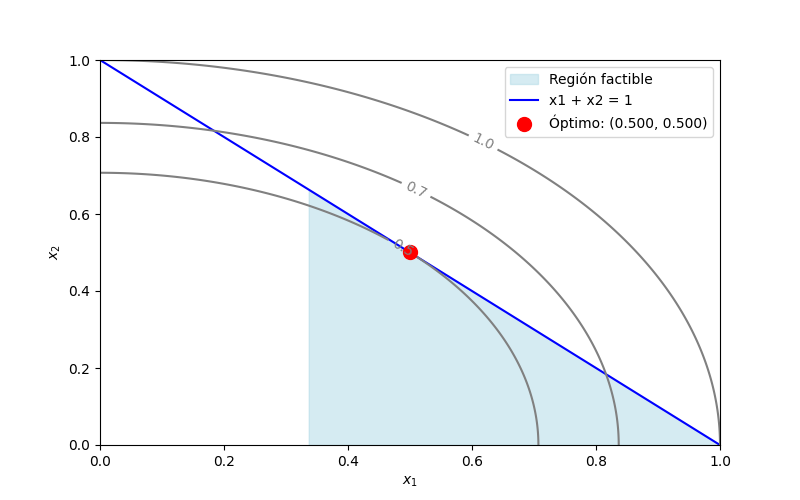 Región factible
x1 + x2 = 1
Óptimo: (0.500, 0.500)
1.0
0.8
0.6
0.4
0.2
0.0
x₂
1.0
0.7
0.5
0.0 0.2 0.4 0.6 0.8 1.0
x₁